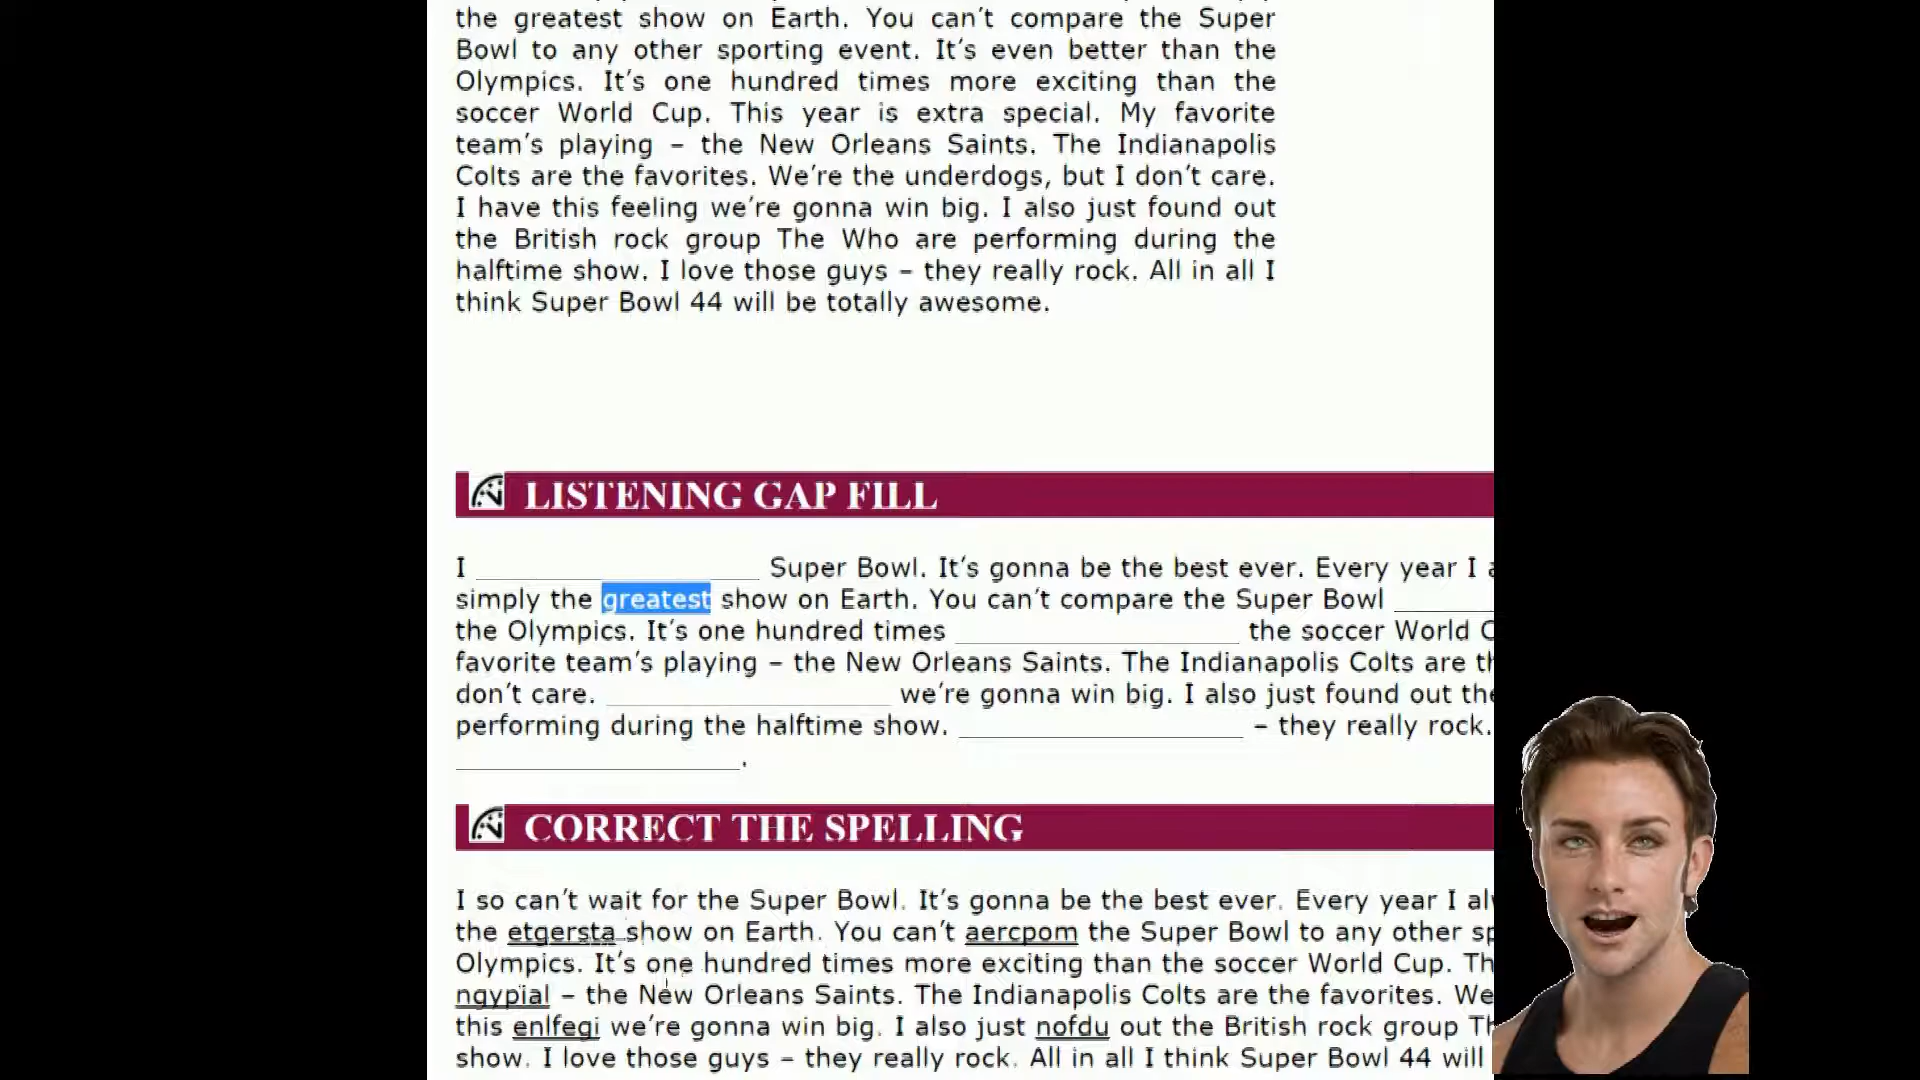 the greatest show on Earth. You can't compare the Super
Bowl to any other sporting event. It's even better than the
Olympics. It's one hundred times more exciting than the
soccer World Cup. This year is extra special. My favorite
team's playing – the New Orleans Saints. The Indianapolis
Colts are the favorites. We're the underdogs, but I don't care.
I have this feeling we're gonna win big. I also just found out
the British rock group The Who are performing during the
halftime show. I love those guys – they really rock. All in all I
think Super Bowl 44 will be totally awesome.
LISTENING GAP FILL
I ____________________ Super Bowl. It's gonna be the best ever. Every year I
simply the greatest show on Earth. You can't compare the Super Bowl ______
the Olympics. It's one hundred times ____________________ the soccer World
favorite team's playing – the New Orleans Saints. The Indianapolis Colts are
don't care. ____________________ we're gonna win big. I also just found out
performing during the halftime show. ____________________ – they really rock.
____________________.
CORRECT THE SPELLING
I so can't wait for the Super Bowl. It's gonna be the best ever. Every year I
the etgersta show on Earth. You can't aercpom the Super Bowl to any other
Olympics. It's one hundred times more exciting than the soccer World Cup.
ngypial – the New Orleans Saints. The Indianapolis Colts are the favorites.
this enlfegi we're gonna win big. I also just nofdu out the British rock group
show. I love those guys – they really rock. All in all I think Super Bowl 44 will